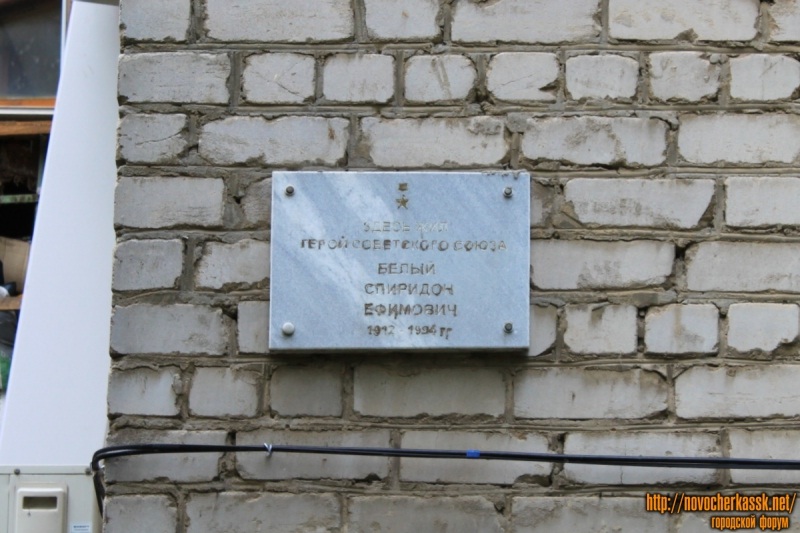 ЗДЕСЬ ЖИЛ
ГЕРОЙ СОВЕТСКОГО СОЮЗА
БЕЛЫЙ
СПИРИДОН
ЕФИМОВИЧ
1917 1994 гг
http://novocherkassk.net/
городской форум